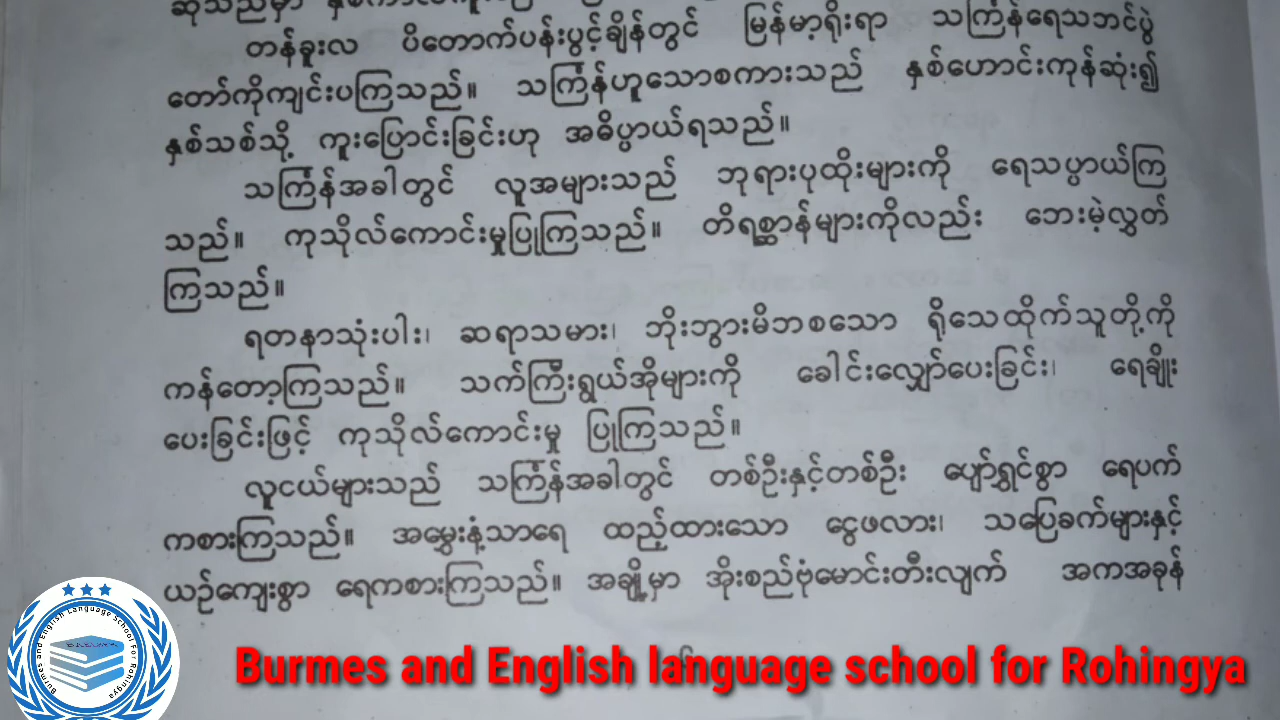 တန်ခူးလ ပိတောက်ပန်းပွင့်ချိန်တွင် မြန်မာ့ရိုးရာ သင်္ကြန်ရေသဘင်ပွဲ
တော်ကိုကျင်းပကြသည်။ သင်္ကြန်ဟူသောစကားသည် နှစ်ဟောင်းကုန်ဆုံး၍
နှစ်သစ်သို့ ကူးပြောင်းခြင်းဟု အဓိပ္ပာယ်ရသည်။
သင်္ကြန်အခါတွင် လူအများသည် ဘုရားပုထိုးများကို ရေသပ္ပာယ်ကြ
သည်။ ကုသိုလ်ကောင်းမှုပြုကြသည်။ တိရစ္ဆာန်များကိုလည်း ဘေးမဲ့လွှတ်
ကြသည်။
ရတနာသုံးပါး၊ ဆရာသမား၊ ဘိုးဘွားမိဘစသော ရိုသေထိုက်သူတို့ကို
ကန်တော့ကြသည်။ သက်ကြီးရွယ်အိုများကို ခေါင်းလျှော်ပေးခြင်း၊ ရေချိုး
ပေးခြင်းဖြင့် ကုသိုလ်ကောင်းမှု ပြုကြသည်။
လူငယ်များသည် သင်္ကြန်အခါတွင် တစ်ဦးနှင့်တစ်ဦး ပျော်ရွှင်စွာ ရေပက်
ကစားကြသည်။ အမွှေးနံ့သာရေ ထည့်ထားသော ငွေဖလား၊ သပြေခက်များနှင့်
ယဉ်ကျေးစွာ ရေကစားကြသည်။ အချို့မှာ အိုးစည်ဗုံမောင်းတီးလျက် အကအခုန်
Burmes and English language school for Rohingya
Burmes and English Language School For Rohingya